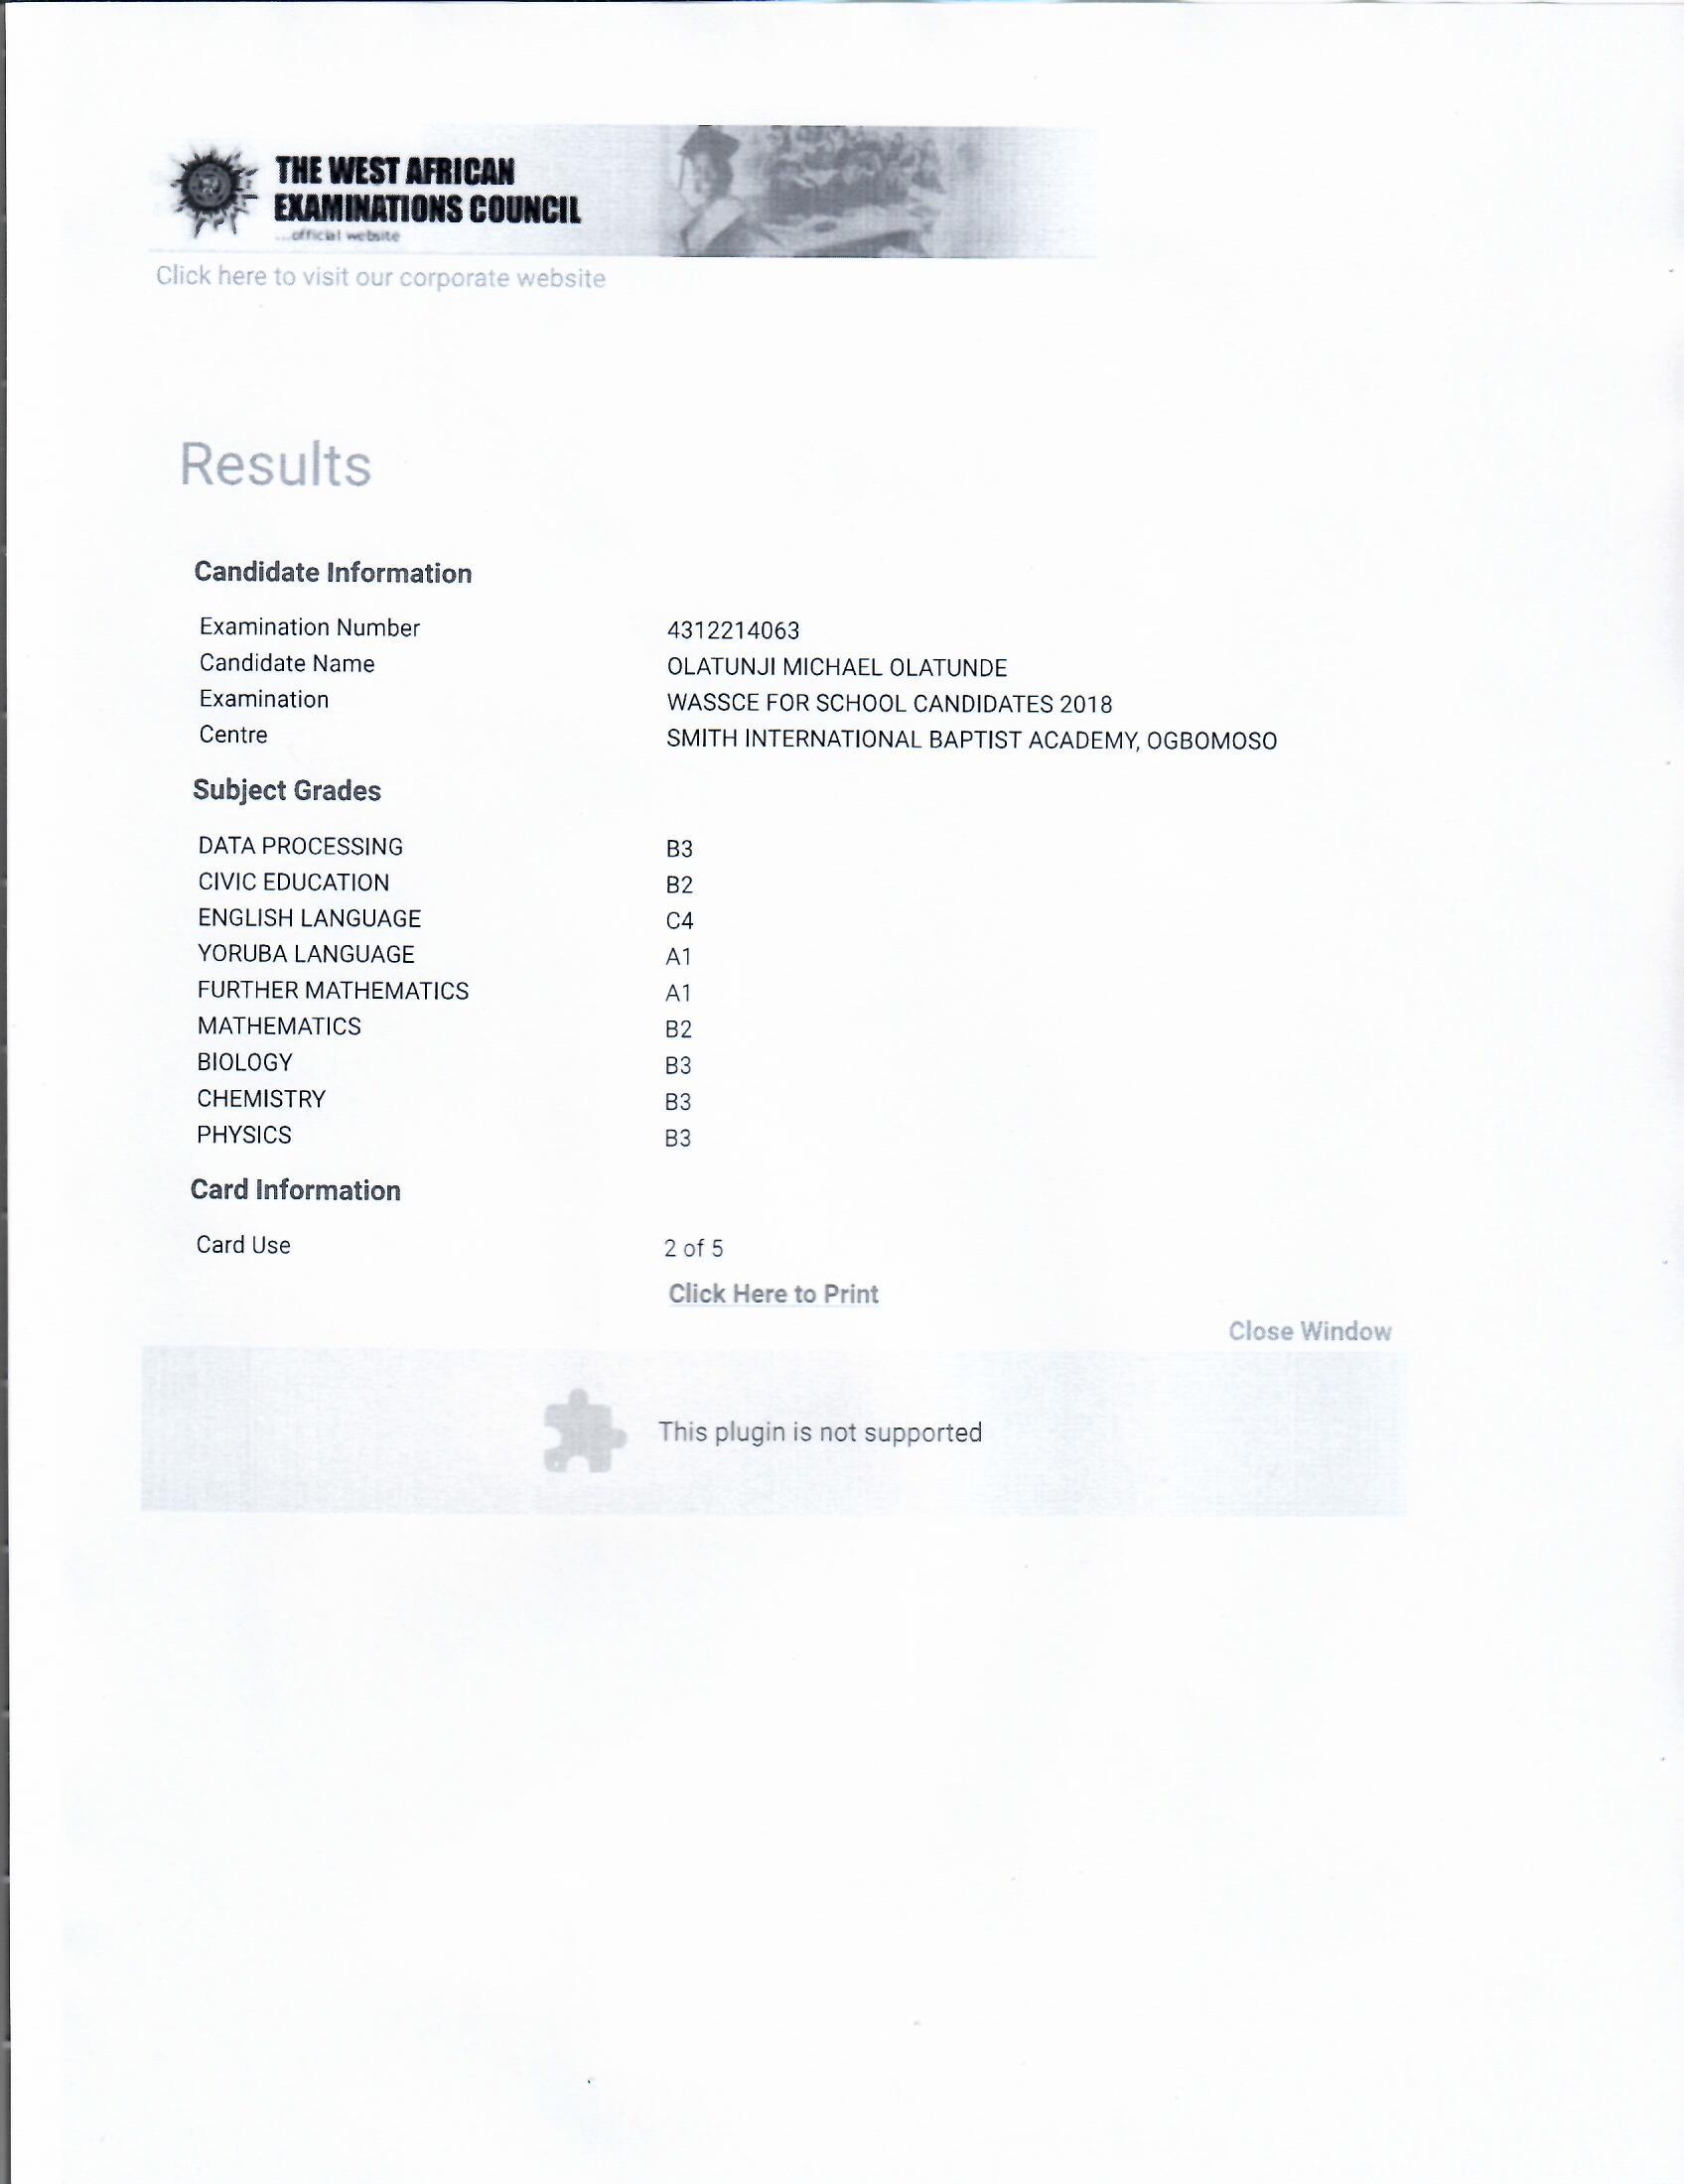 THE WEST AFRICAN
EXAMINATIONS COUNCIL
...official website
Click here to visit our corporate website
Results
Candidate Information
Examination Number 4312214063
Candidate Name OLATUNJI MICHAEL OLATUNDE
Examination WASSCE FOR SCHOOL CANDIDATES 2018
Centre SMITH INTERNATIONAL BAPTIST ACADEMY, OGBOMOSO
Subject Grades
DATA PROCESSING B3
CIVIC EDUCATION B2
ENGLISH LANGUAGE C4
YORUBA LANGUAGE A1
FURTHER MATHEMATICS A1
MATHEMATICS B2
BIOLOGY B3
CHEMISTRY B3
PHYSICS B3
Card Information
Card Use 2 of 5
Click Here to Print
Close Window
This plugin is not supported